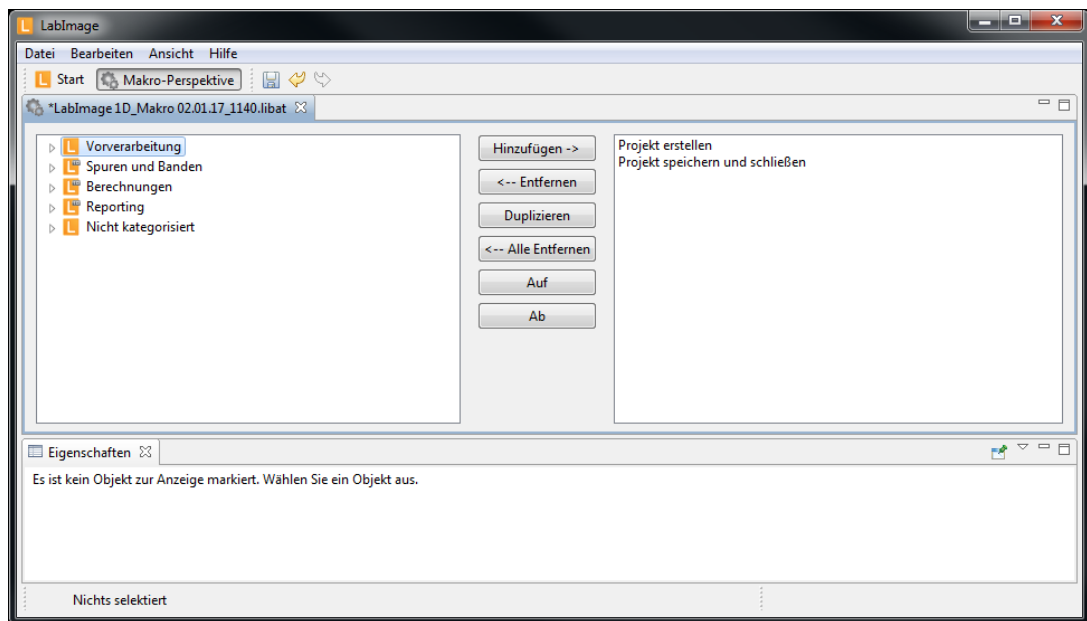 LabImage
Datei Bearbeiten Ansicht Hilfe
L Start Makro-Perspektive
*LabImage 1D_Makro 02.01.17_1140.libat
Vorverarbeitung
Spuren und Banden
Berechnungen
Reporting
Nicht kategorisiert
Hinzufügen ->
<-- Entfernen
Duplizieren
<-- Alle Entfernen
Auf
Ab
Projekt erstellen
Projekt speichern und schließen
Eigenschaften
Es ist kein Objekt zur Anzeige markiert. Wählen Sie ein Objekt aus.
Nichts selektiert